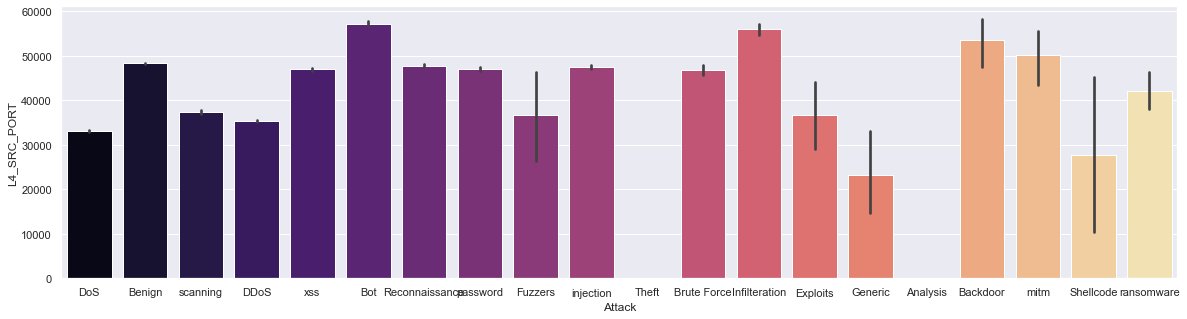 60000
50000
40000
30000
20000
10000
0
L4_SRC_PORT
DoS Benign scanning DDoS xss Bot Reconnaissance password Fuzzers injection Theft Brute Force Infilteration Exploits Generic Analysis Backdoor mitm Shellcode ransomware
Attack